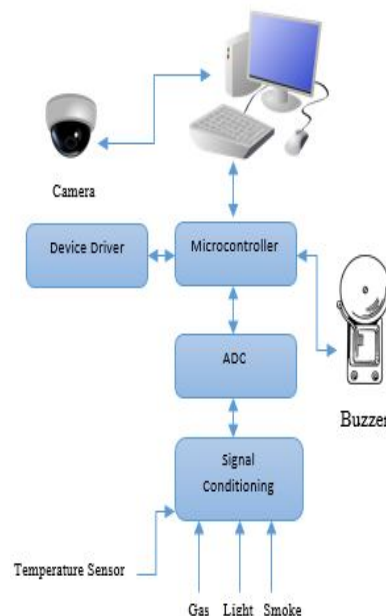 Camera
Device Driver
Microcontroller
ADC
Buzzer
Signal
Conditioning
Temperature Sensor
Gas Light Smoke